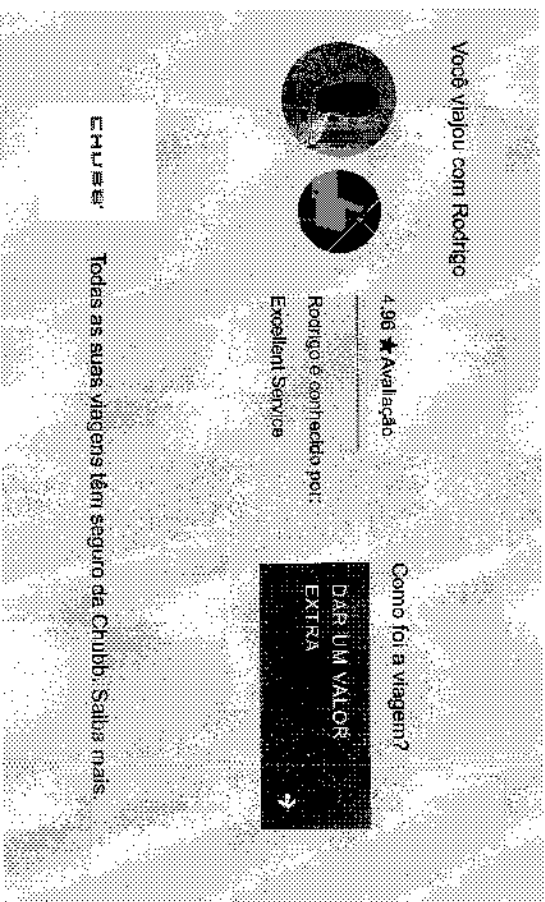 Você viajou com Rodrigo
4.96 ★ Avaliação
Rodrigo é conhecido por:
Excellent Service
Como foi a viagem?
DAR UM VALOR
EXTRA
CHUBB
Todas as suas viagens têm seguro da Chubb. Saiba mais.